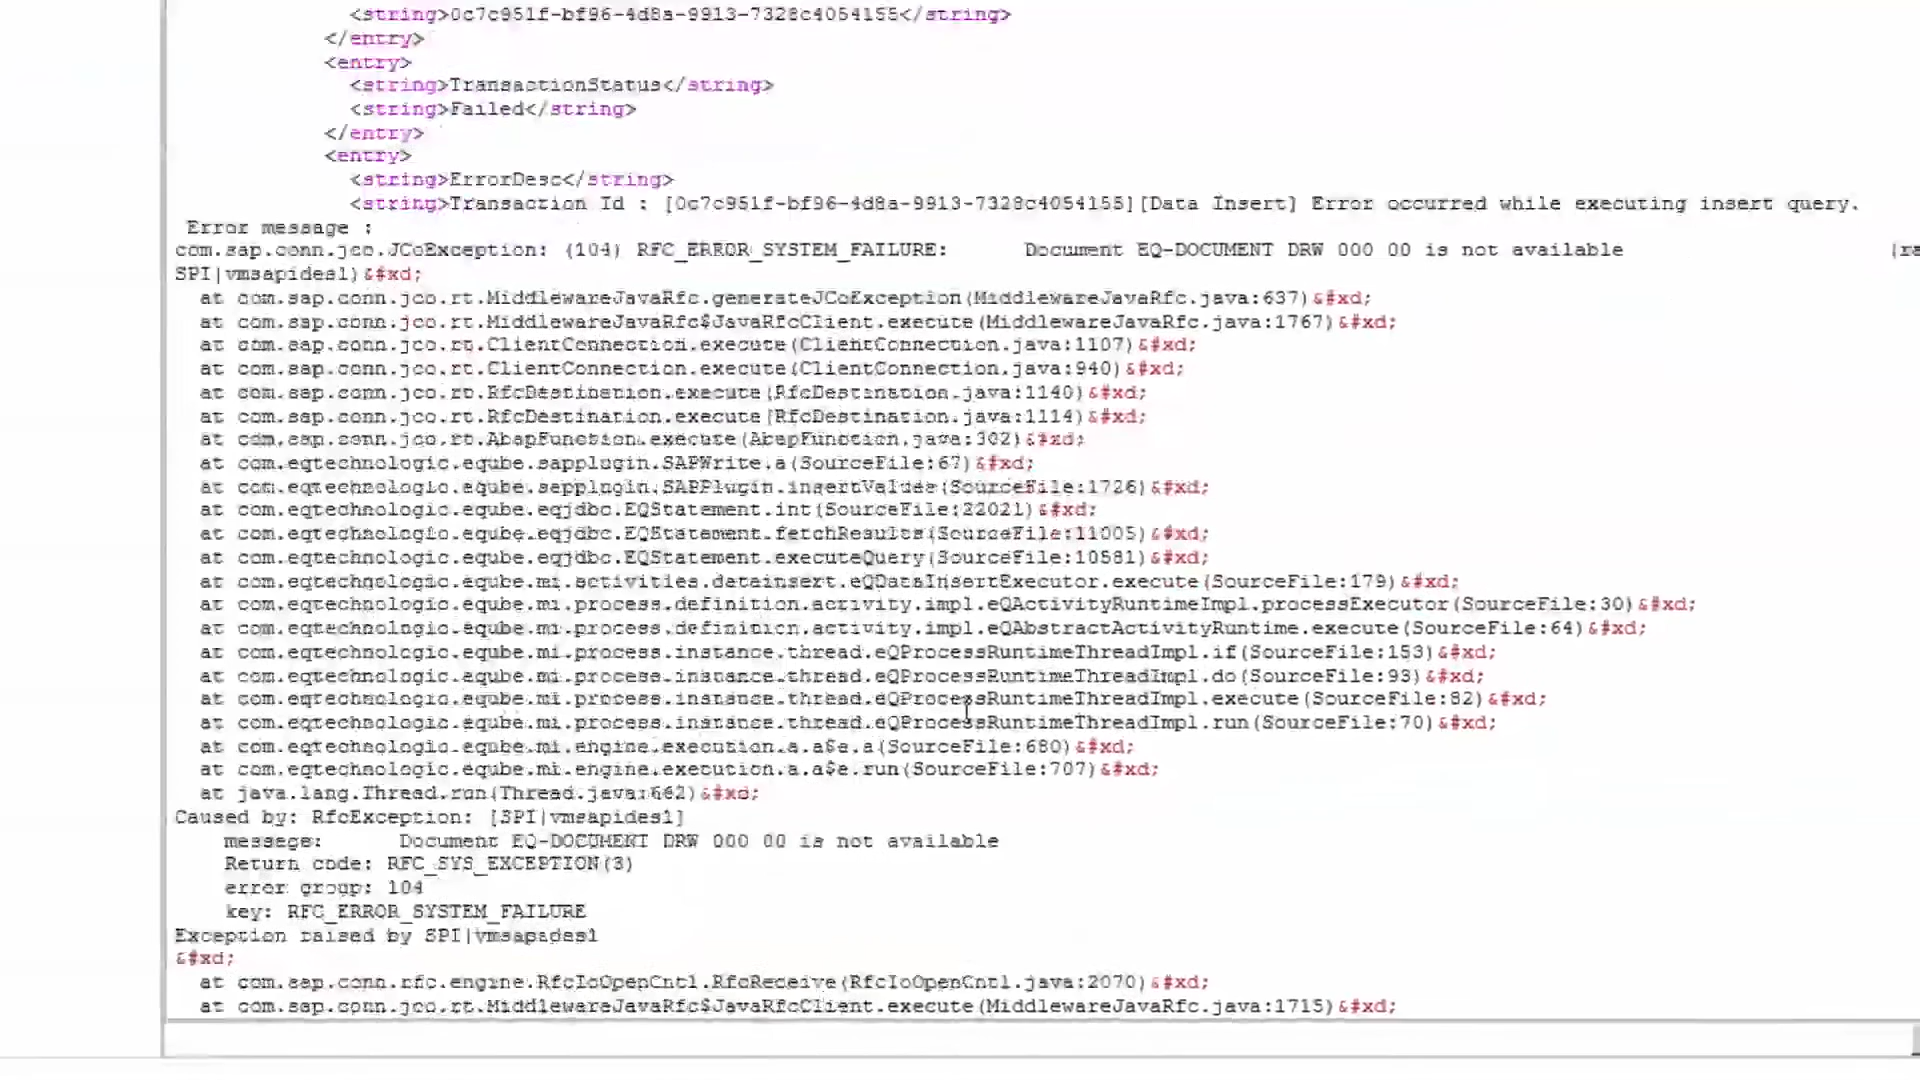 <string>0c7c951f-bf96-4d8a-9913-7328c4054155</string>
</entry>
<entry>
<string>TransactionStatus</string>
<string>Failed</string>
</entry>
<entry>
<string>ErrorDesc</string>
<string>Transaction Id : [0c7c951f-bf96-4d8a-9913-7328c4054155][Data Insert] Error occurred while executing insert query.
Error message :
com.sap.conn.jco.JCoException: (104) RFC_ERROR_SYSTEM_FAILURE: Document EQ-DOCUMENT DRW 000 00 is not available (ra
SPI|vmsapides1)&#xd;
at com.sap.conn.jco.rt.MiddlewareJavaRfc.generateJCoException(MiddlewareJavaRfc.java:637)&#xd;
at com.sap.conn.jco.rt.MiddlewareJavaRfc$JavaRfcClient.execute(MiddlewareJavaRfc.java:1767)&#xd;
at com.sap.conn.jco.rt.ClientConnection.execute(ClientConnection.java:1107)&#xd;
at com.sap.conn.jco.rt.ClientConnection.execute(ClientConnection.java:940)&#xd;
at com.sap.conn.jco.rt.RfcDestination.execute(RfcDestination.java:1140)&#xd;
at com.sap.conn.jco.rt.RfcDestination.execute(RfcDestination.java:1114)&#xd;
at com.sap.conn.jco.rt.AbapFunction.execute(AbapFunction.java:302)&#xd;
at com.eqtechnologic.eqube.sapplugin.SAPWrite.a(SourceFile:67)&#xd;
at com.eqtechnologic.eqube.sapplugin.SAPPlugin.insertValues(SourceFile:1726)&#xd;
at com.eqtechnologic.eqube.eqjdbc.EQStatement.int(SourceFile:22021)&#xd;
at com.eqtechnologic.eqube.eqjdbc.EQStatement.fetchResults(SourceFile:11005)&#xd;
at com.eqtechnologic.eqube.eqjdbc.EQStatement.executeQuery(SourceFile:10581)&#xd;
at com.eqtechnologic.eqube.mi.activities.datainsert.eQDataInsertExecutor.execute(SourceFile:179)&#xd;
at com.eqtechnologic.eqube.mi.process.definition.activity.impl.eQActivityRuntimeImpl.processExecutor(SourceFile:30)&#xd;
at com.eqtechnologic.eqube.mi.process.definition.activity.impl.eQAbstractActivityRuntime.execute(SourceFile:64)&#xd;
at com.eqtechnologic.eqube.mi.process.instance.thread.eQProcessRuntimeThreadImpl.if(SourceFile:153)&#xd;
at com.eqtechnologic.eqube.mi.process.instance.thread.eQProcessRuntimeThreadImpl.do(SourceFile:93)&#xd;
at com.eqtechnologic.eqube.mi.process.instance.thread.eQProcessRuntimeThreadImpl.execute(SourceFile:82)&#xd;
at com.eqtechnologic.eqube.mi.process.instance.thread.eQProcessRuntimeThreadImpl.run(SourceFile:70)&#xd;
at com.eqtechnologic.eqube.mi.engine.execution.a.a$e.a(SourceFile:680)&#xd;
at com.eqtechnologic.eqube.mi.engine.execution.a.a$e.run(SourceFile:707)&#xd;
at java.lang.Thread.run(Thread.java:662)&#xd;
Caused by: RfcException: [SPI|vmsapides1]
message: Document EQ-DOCUMENT DRW 000 00 is not available
Return code: RFC_SYS_EXCEPTION(3)
error group: 104
key: RFC_ERROR_SYSTEM_FAILURE
Exception raised by SPI|vmsapides1
&#xd;
at com.sap.conn.rfc.engine.RfcIoOpenCntl.RfcReceive(RfcIoOpenCntl.java:2070)&#xd;
at com.sap.conn.jco.rt.MiddlewareJavaRfc$JavaRfcClient.execute(MiddlewareJavaRfc.java:1715)&#xd;